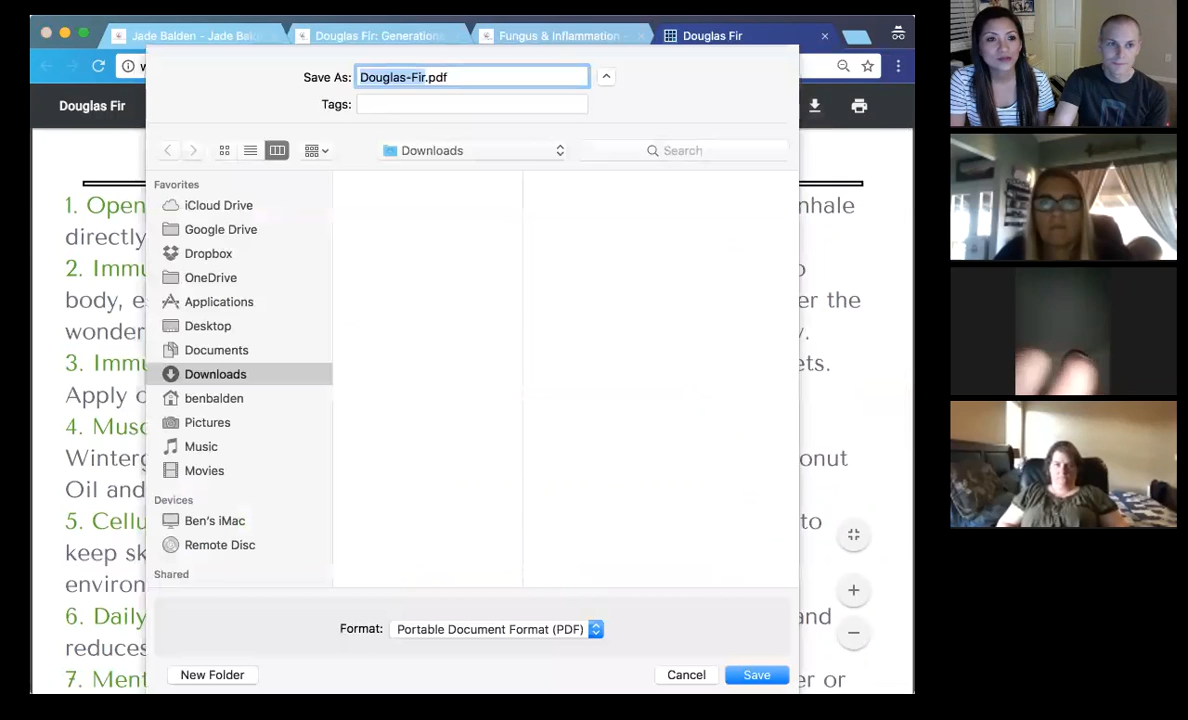 Jade Balden - Jade Bal
Douglas Fir: Generationa
Fungus & Inflammation -
Douglas Fir
Save As: Douglas-Fir.pdf
Tags:
Douglas Fir
Downloads
Search
Favorites
iCloud Drive
Google Drive
Dropbox
OneDrive
Applications
Desktop
Documents
Downloads
benbalden
Pictures
Music
Movies
Devices
Ben's iMac
Remote Disc
Shared
1. Open
nhale
directly
2. Immu
o
body, e
er the
wonder
y.
3. Immu
ets.
Apply o
4. Musc
Winterg
onut
Oil and
5. Cellu
to
keep sk
environ
6. Daily
and
reduces
7. Ment
er or
Format: Portable Document Format (PDF)
New Folder
Cancel
Save